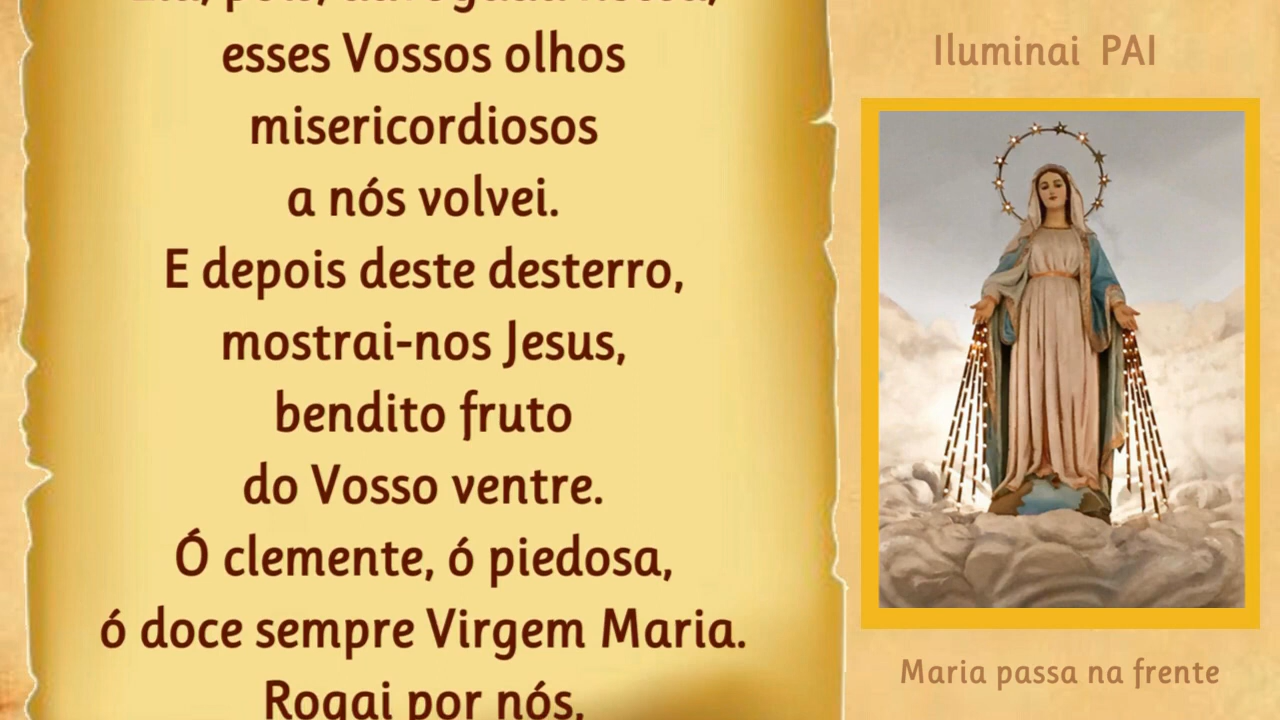 esses Vossos olhos
misericordiosos
a nós volvei.
E depois deste desterro,
mostrai-nos Jesus,
bendito fruto
do Vosso ventre.
Ó clemente, ó piedosa,
ó doce sempre Virgem Maria.
Rogai por nós,
Iluminai PAI
Maria passa na frente